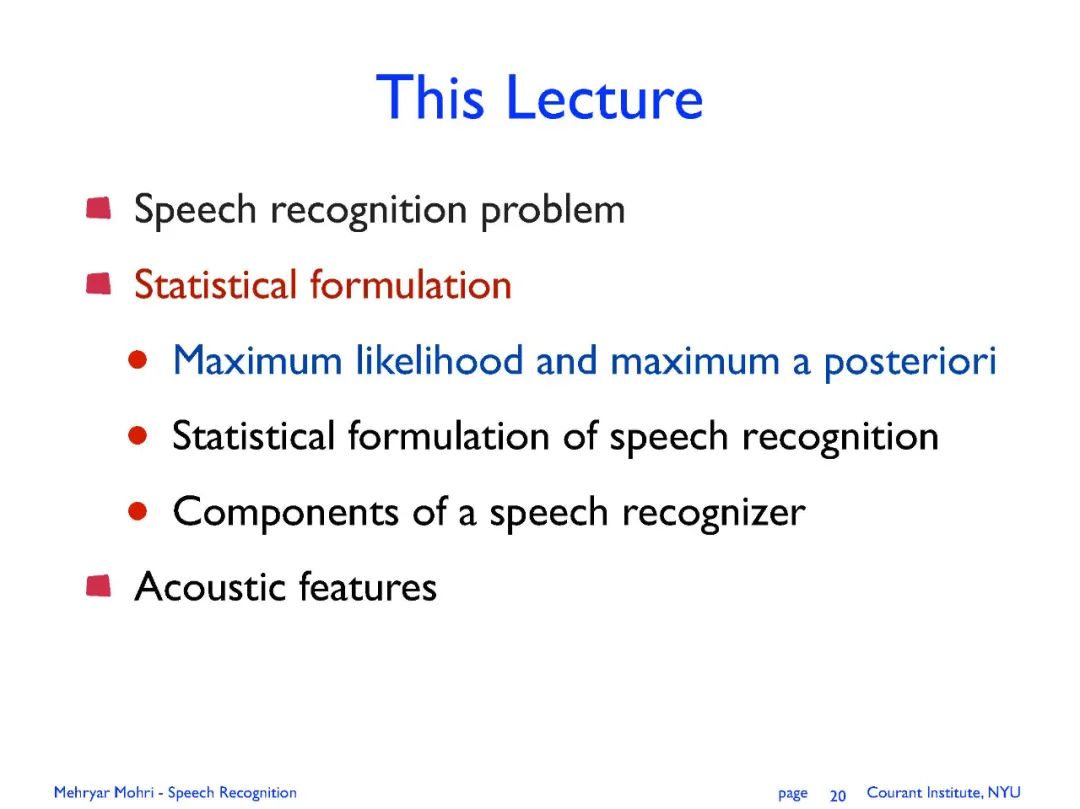 This Lecture
Speech recognition problem
Statistical formulation
Maximum likelihood and maximum a posteriori
Statistical formulation of speech recognition
Components of a speech recognizer
Acoustic features
Mehryar Mohri - Speech Recognition page 20 Courant Institute, NYU